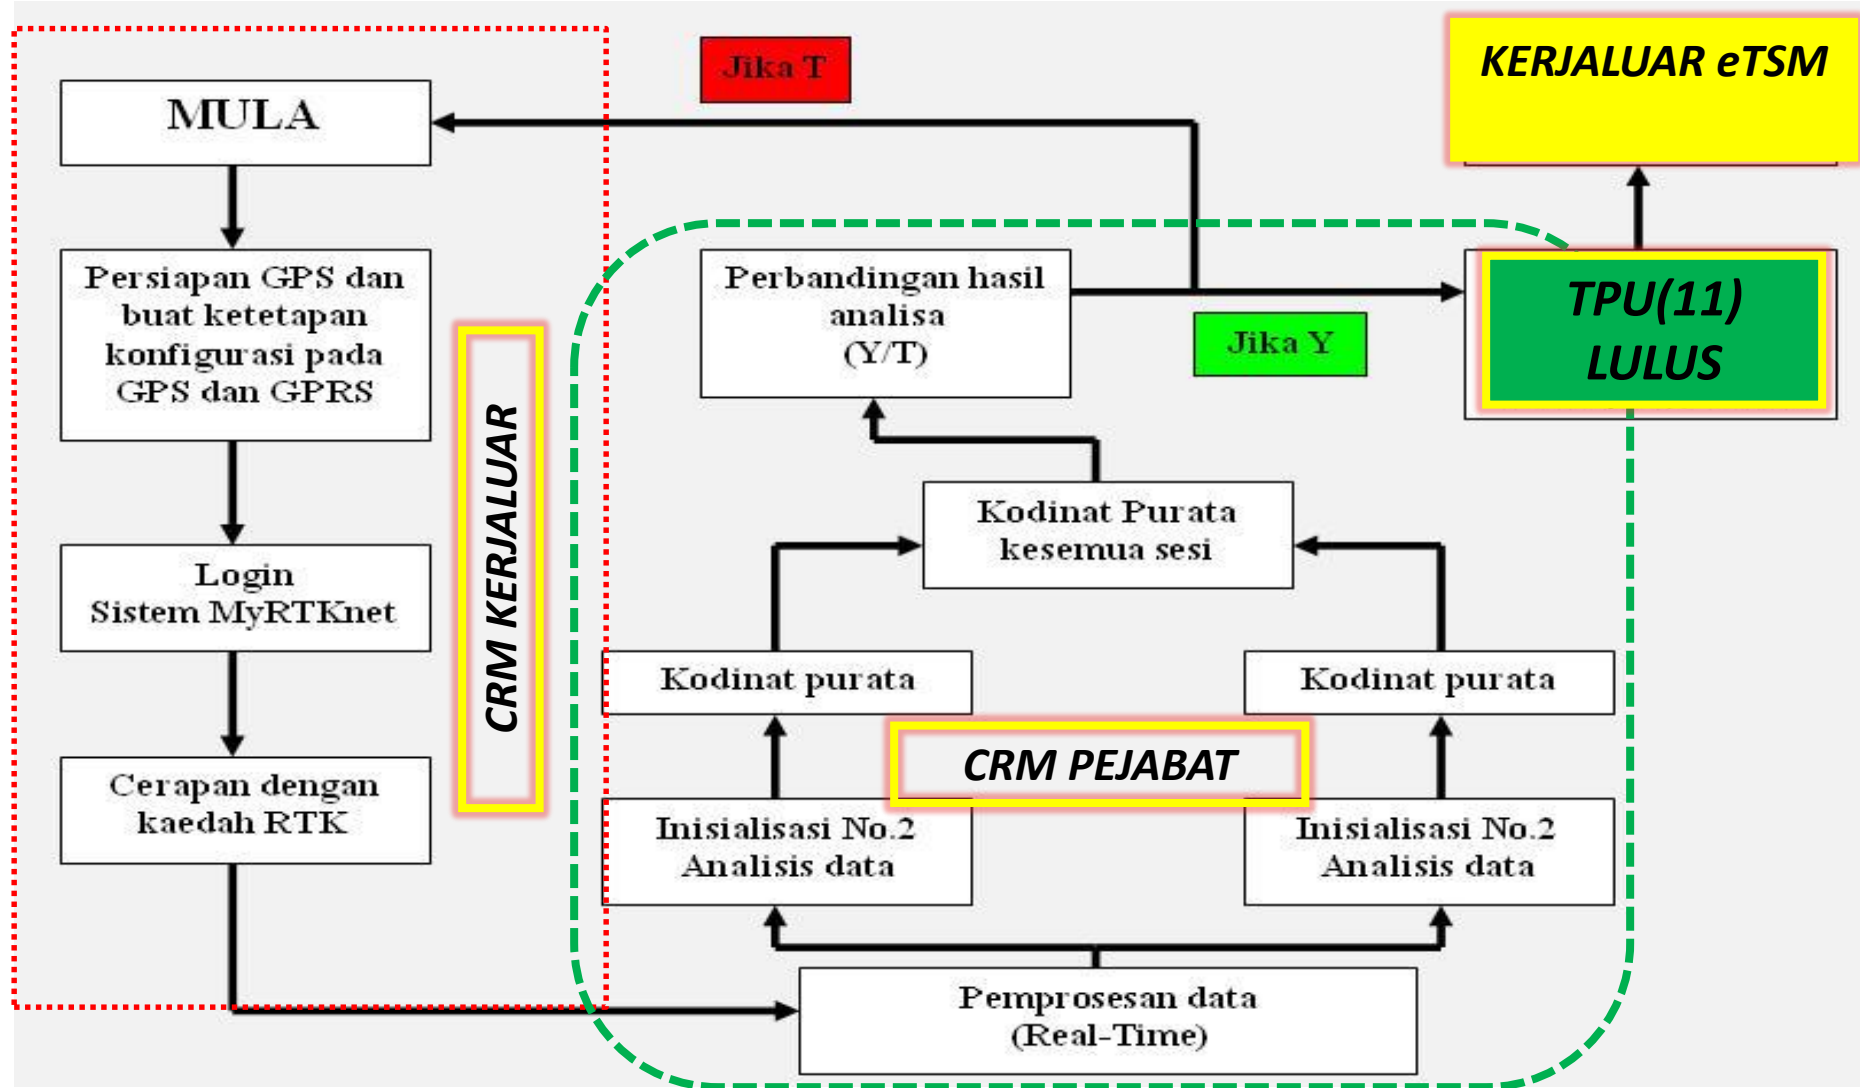 Jika T
KERJALUAR eTSM
MULA
Persiapan GPS dan
buat ketetapan
konfigurasi pada
GPS dan GPRS
Perbandingan hasil
analisa
(Y/T)
Jika Y
TPU(11)
LULUS
CRM KERJALUAR
Kodinat Purata
kesemua sesi
Login
Sistem MyRTKnet
Kodinat purata
Kodinat purata
CRM PEJABAT
Cerapan dengan
kaedah RTK
Inisialisasi No.2
Analisis data
Inisialisasi No.2
Analisis data
Pemprosesan data
(Real-Time)